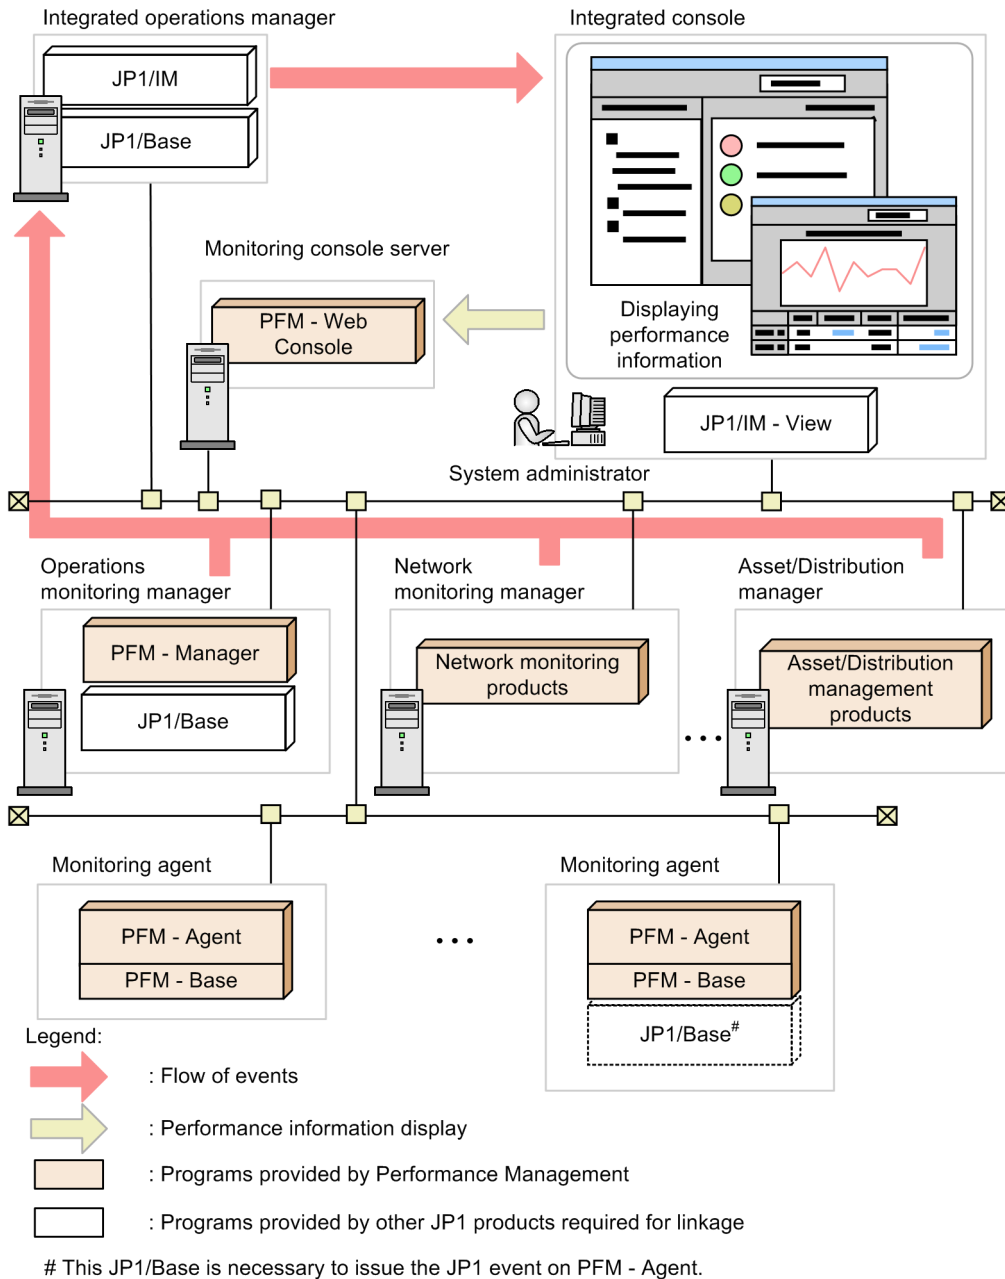 Integrated operations manager
JP1/IM
JP1/Base
Integrated console
Displaying
performance
information
JP1/IM - View
Monitoring console server
PFM - Web
Console
System administrator
Operations
monitoring manager
PFM - Manager
JP1/Base
Network
monitoring manager
Network monitoring
products
...
Asset/Distribution
manager
Asset/Distribution
management
products
Monitoring agent
PFM - Agent
PFM - Base
...
Monitoring agent
PFM - Agent
PFM - Base
JP1/Base#
Legend:
: Flow of events
: Performance information display
: Programs provided by Performance Management
: Programs provided by other JP1 products required for linkage
# This JP1/Base is necessary to issue the JP1 event on PFM - Agent.